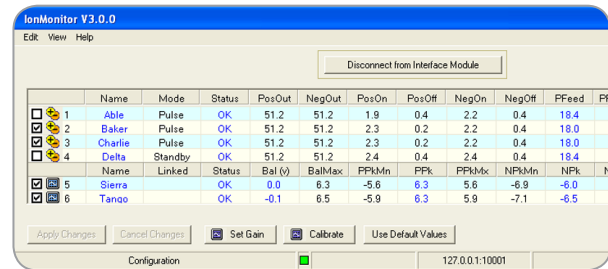 IonMonitor V3.0.0
Edit View Help
Disconnect from Interface Module
Name Mode Status PosOut NegOut PosOn PosOff NegOn NegOff PFeed
1 Able Pulse OK 51.2 51.2 1.9 0.4 2.2 0.4 18.4
2 Baker Pulse OK 51.2 51.2 2.3 0.2 2.2 0.4 18.0
3 Charlie Pulse OK 51.2 51.2 2.3 0.2 2.2 0.4 18.0
4 Delta Standby OK 51.2 51.2 2.4 0.4 2.4 0.4 18.4
Name Linked Status Bal (v) BalMax PPkMn PPk PPkMx NPkMn NPk
5 Sierra OK 0.0 6.3 -5.6 6.3 5.6 -6.9 -6.0
6 Tango OK -0.1 6.5 -5.9 6.3 5.9 -7.1 -6.5
Apply Changes Cancel Changes Set Gain Calibrate Use Default Values
Configuration 127.0.0.1:10001